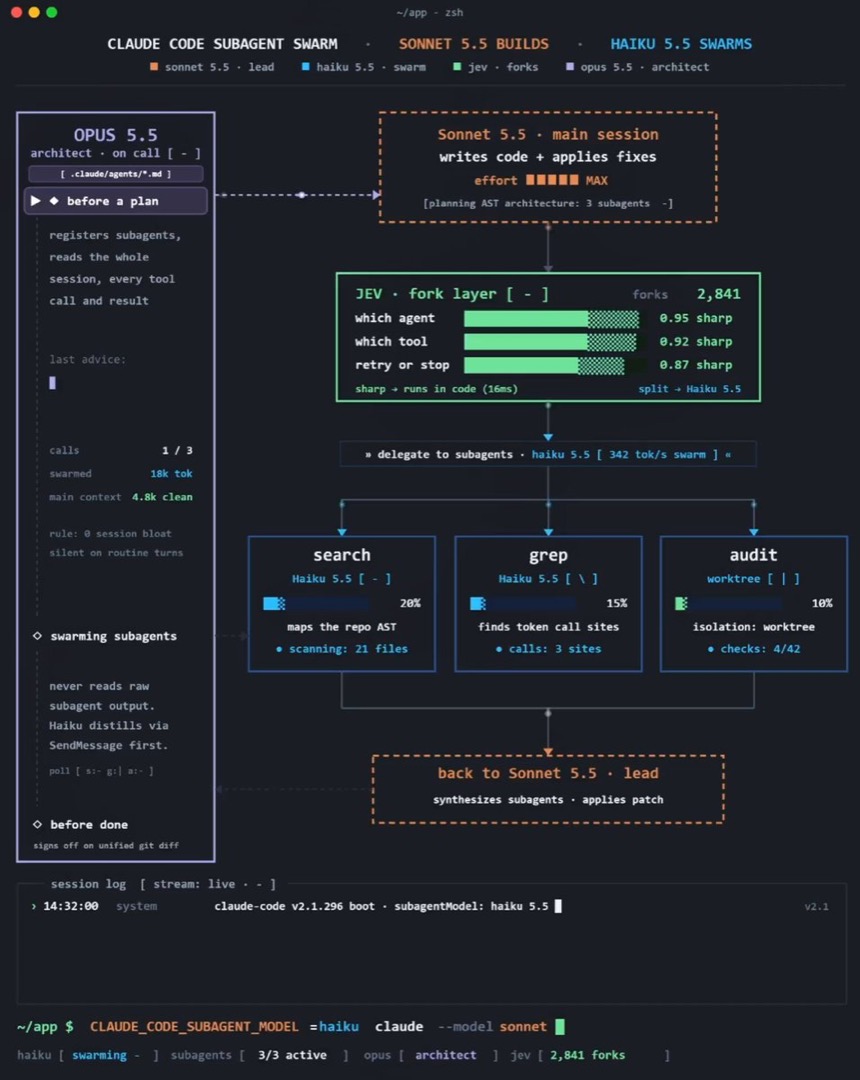 ~/app - zsh
CLAUDE CODE SUBAGENT SWARM · SONNET 5.5 BUILDS · HAIKU 5.5 SWARMS
sonnet 5.5 · lead haiku 5.5 · swarm jev · forks opus 5.5 · architect
OPUS 5.5
architect · on call [ - ]
[ .claude/agents/*.md ]
▶ ◆ before a plan
registers subagents,
reads the whole
session, every tool
call and result
last advice:
calls 1 / 3
swarmed 18k tok
main context 4.8k clean
rule: 0 session bloat
silent on routine turns
◇ swarming subagents
never reads raw
subagent output.
Haiku distills via
SendMessage first.
poll [ s:- g:| a:- ]
◇ before done
signs off on unified git diff
Sonnet 5.5 · main session
writes code + applies fixes
effort MAX
[planning AST architecture: 3 subagents -]
JEV · fork layer [ - ] forks 2,841
which agent 0.95 sharp
which tool 0.92 sharp
retry or stop 0.87 sharp
sharp → runs in code (16ms) split → Haiku 5.5
» delegate to subagents · haiku 5.5 [ 342 tok/s swarm ] «
search
Haiku 5.5 [ - ]
20%
maps the repo AST
• scanning: 21 files
grep
Haiku 5.5 [ \ ]
15%
finds token call sites
• calls: 3 sites
audit
worktree [ | ]
10%
isolation: worktree
• checks: 4/42
back to Sonnet 5.5 · lead
synthesizes subagents · applies patch
session log [ stream: live · - ]
› 14:32:00 system claude-code v2.1.296 boot · subagentModel: haiku 5.5 v2.1
~/app $ CLAUDE_CODE_SUBAGENT_MODEL =haiku claude --model sonnet
haiku [ swarming - ] subagents [ 3/3 active ] opus [ architect ] jev [ 2,841 forks ]